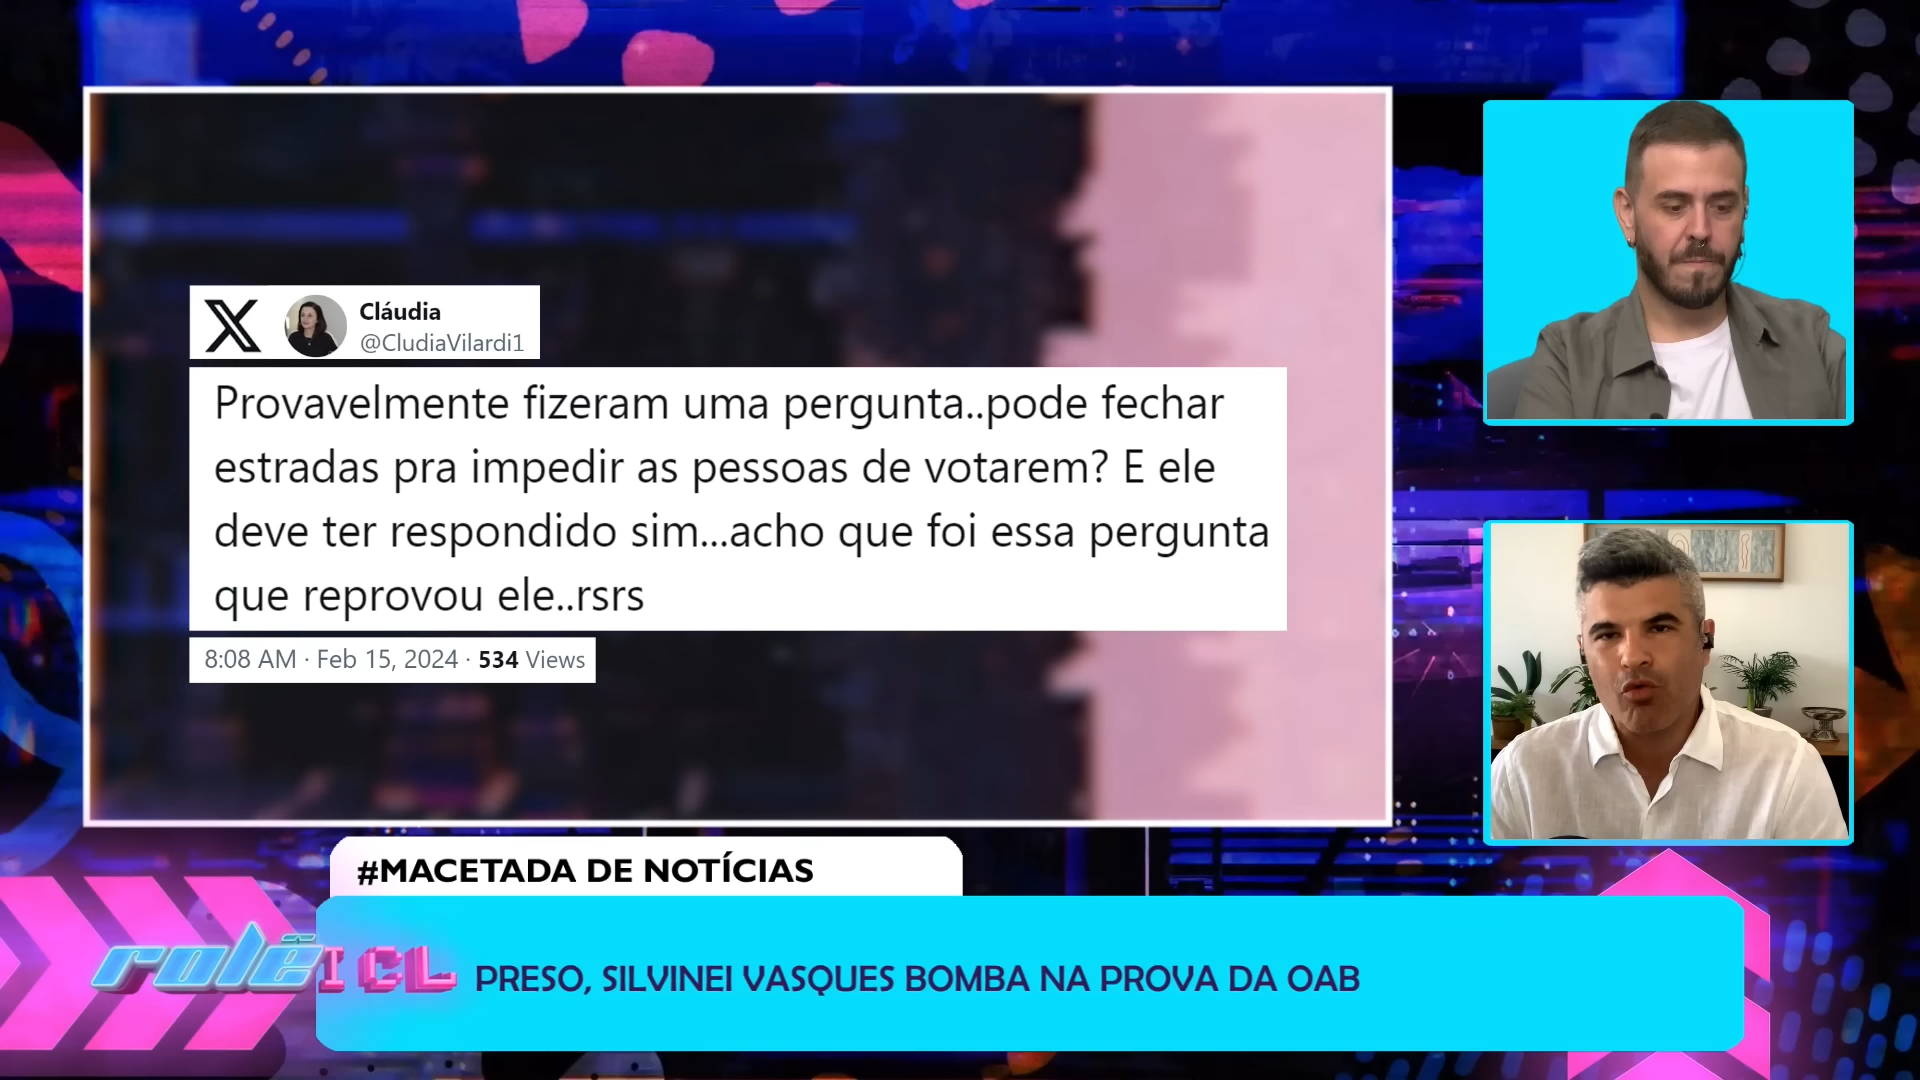 X
Cláudia
@CludiaVilardi1
Provavelmente fizeram uma pergunta..pode fechar
estradas pra impedir as pessoas de votarem? E ele
deve ter respondido sim...acho que foi essa pergunta
que reprovou ele..rsrs
8:08 AM · Feb 15, 2024 · 534 Views
#MACETADA DE NOTÍCIAS
rolê ICL
PRESO, SILVINEI VASQUES BOMBA NA PROVA DA OAB